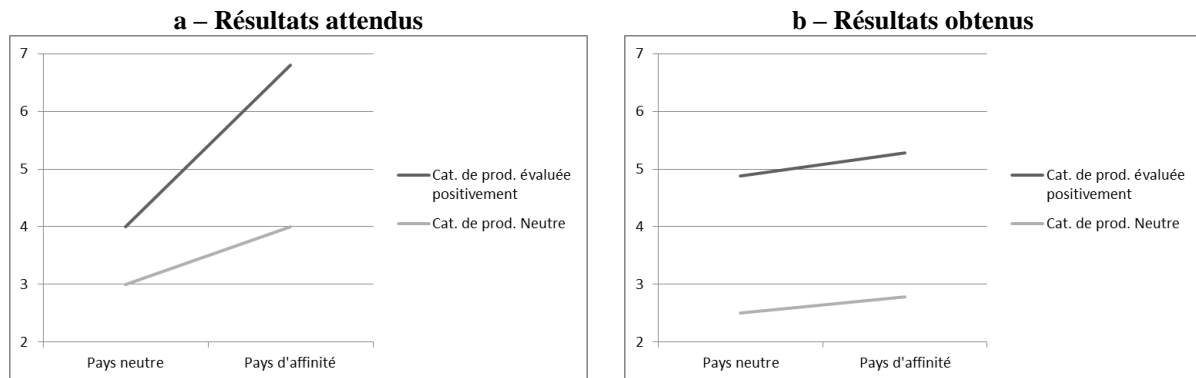 a – Résultats attendus
7
6
5
4
3
2
Pays neutre
Pays d'affinité
Cat. de prod. évaluée
positivement
Cat. de prod. Neutre
b – Résultats obtenus
7
6
5
4
3
2
Pays neutre
Pays d'affinité
Cat. de prod. évaluée
positivement
Cat. de prod. Neutre